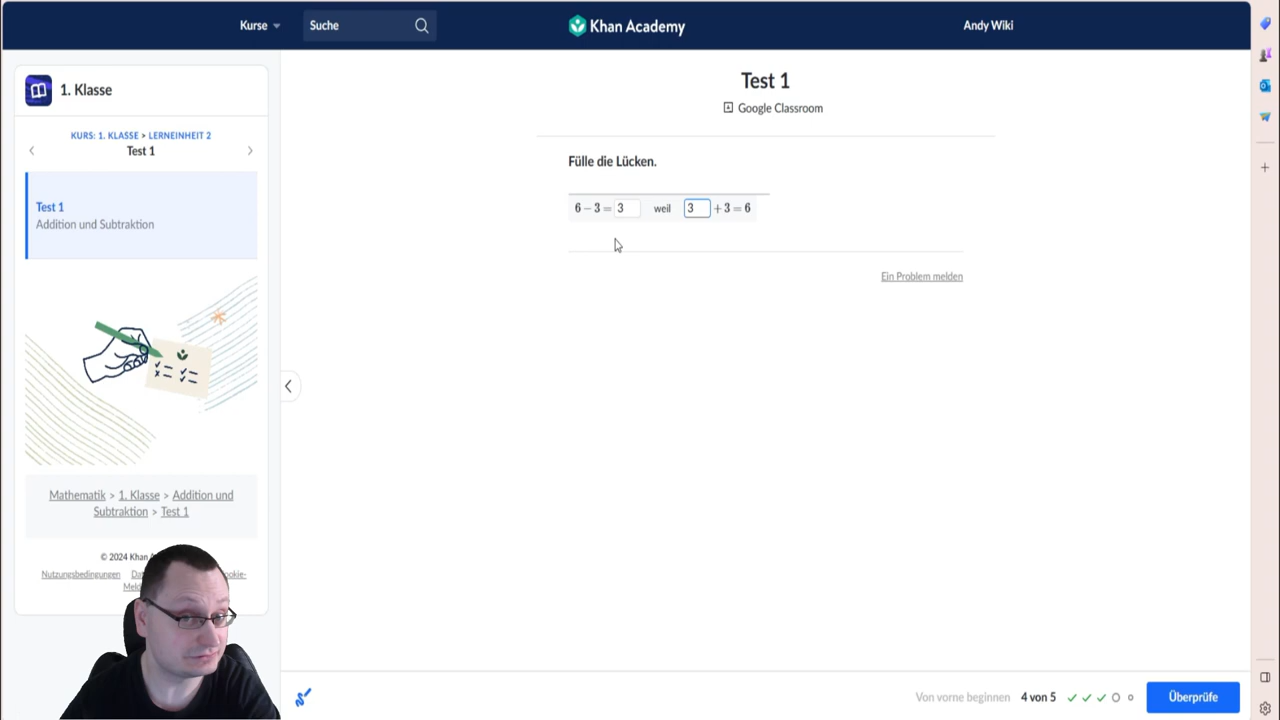 Kurse
Suche
Khan Academy
Andy Wiki
1. Klasse
KURS: 1. KLASSE > LERNEINHEIT 2
Test 1
Test 1
Addition und Subtraktion
Mathematik > 1. Klasse > Addition und
Subtraktion > Test 1
© 2024 Khan
Nutzungsbedingungen
Test 1
Google Classroom
Fülle die Lücken.
6 − 3 = 3 weil 3 + 3 = 6
Ein Problem melden
Von vorne beginnen 4 von 5
Überprüfe